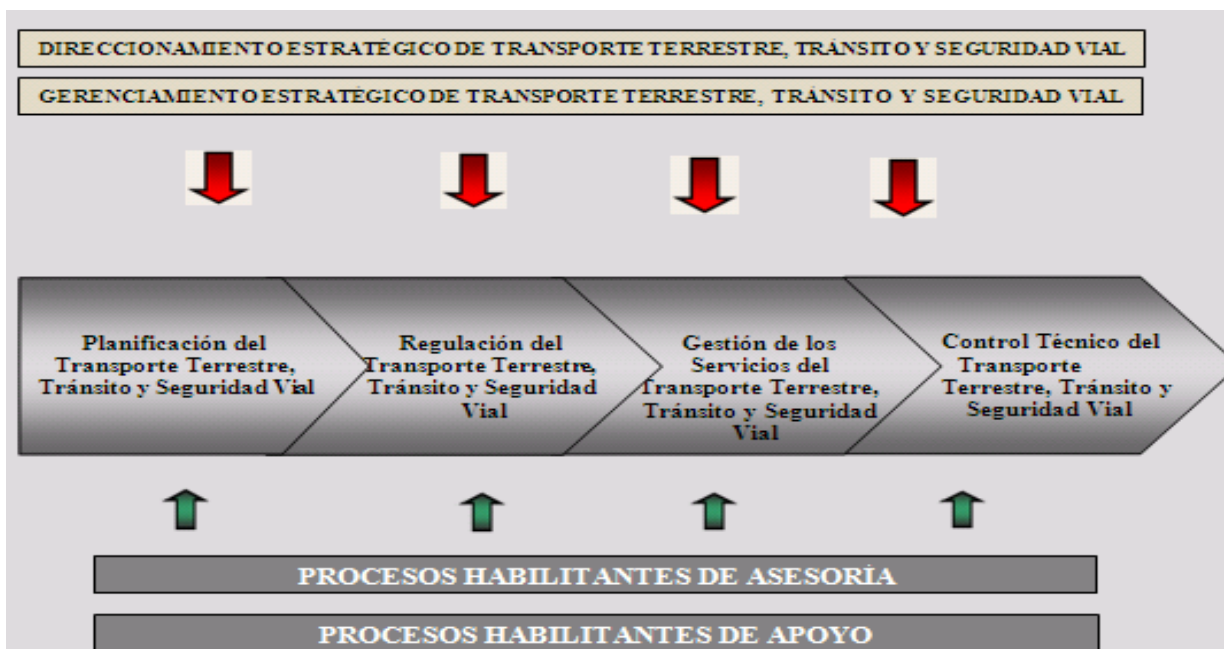 DIRECCIONAMIENTO ESTRATÉGICO DE TRANSPORTE TERRESTRE, TRÁNSITO Y SEGURIDAD VIAL
GERENCIAMIENTO ESTRATÉGICO DE TRANSPORTE TERRESTRE, TRÁNSITO Y SEGURIDAD VIAL
Planificación del
Transporte Terrestre,
Tránsito y Seguridad Vial
Regulación del
Transporte Terrestre,
Tránsito y Seguridad
Vial
Gestión de los
Servicios del
Transporte Terrestre,
Tránsito y Seguridad
Vial
Control Técnico del
Transporte
Terrestre, Tránsito y
Seguridad Vial
PROCESOS HABILITANTES DE ASESORÍA
PROCESOS HABILITANTES DE APOYO